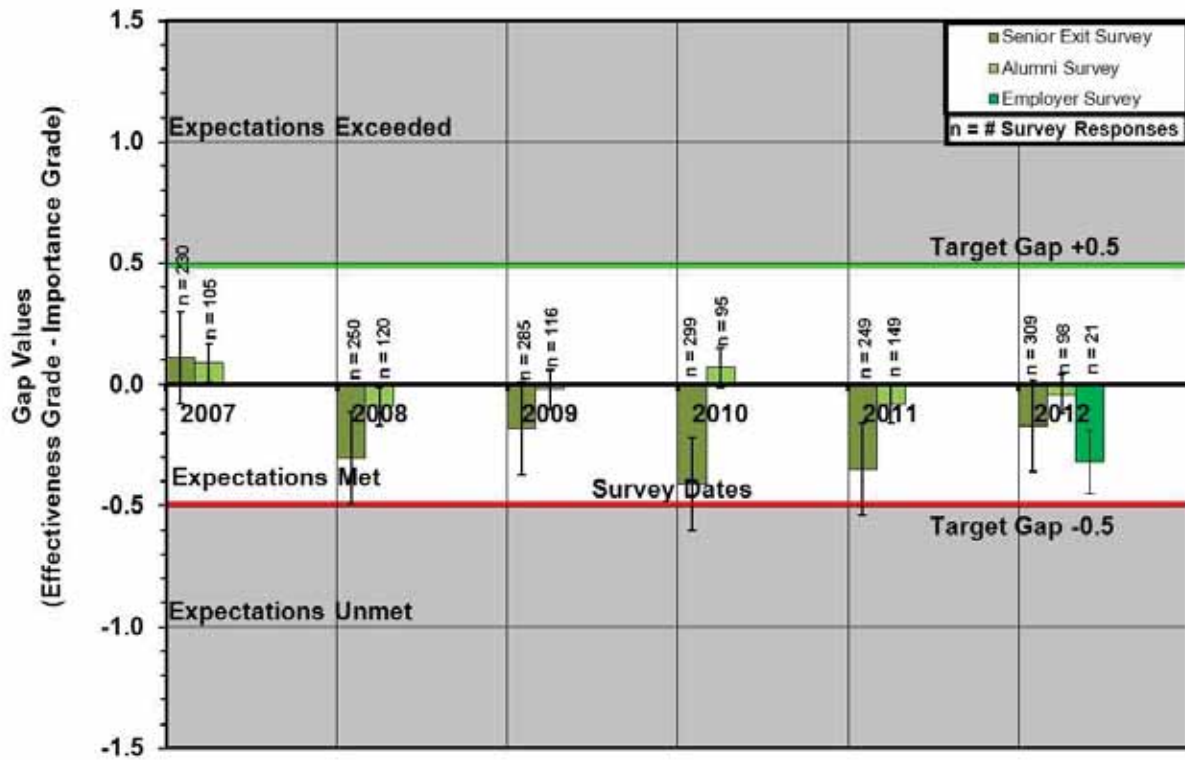 Gap Values
(Effectiveness Grade - Importance Grade)
1.5
1.0
0.5
0.0
-0.5
-1.0
-1.5
Senior Exit Survey
Alumni Survey
Employer Survey
n = # Survey Responses
Expectations Exceeded
Target Gap +0.5
n = 230
n = 105
n = 250
n = 120
n = 285
n = 116
n = 299
n = 95
n = 249
n = 149
n = 309
n = 98
n = 21
2007
2008
2009
2010
2011
2012
Expectations Met
Survey Dates
Target Gap -0.5
Expectations Unmet